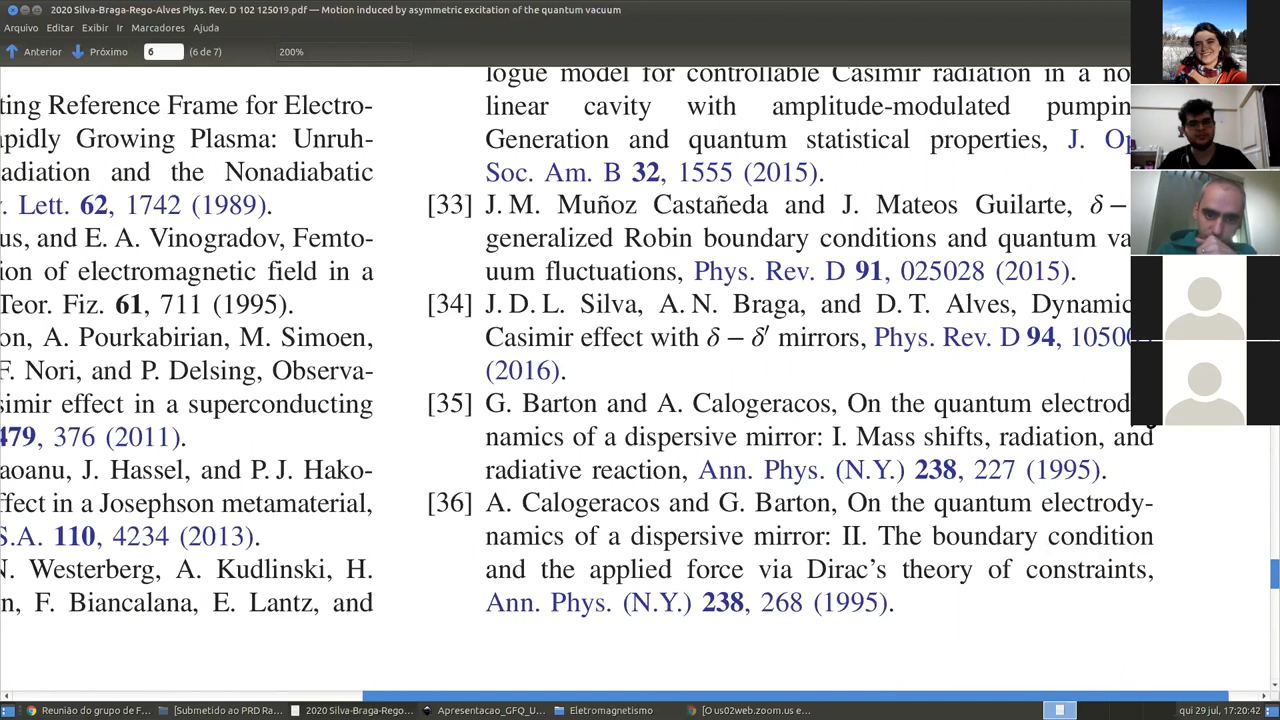 2020 Silva-Braga-Rego-Alves Phys. Rev. D 102 125019.pdf — Motion induced by asymmetric excitation of the quantum vacuum
Arquivo Editar Exibir Ir Marcadores Ajuda
Anterior Próximo 6 (6 de 7) 200%
ting Reference Frame for Electro-
pidly Growing Plasma: Unruh-
adiation and the Nonadiabatic
. Lett. 62, 1742 (1989).
us, and E. A. Vinogradov, Femto-
ion of electromagnetic field in a
Teor. Fiz. 61, 711 (1995).
on, A. Pourkabirian, M. Simoen,
F. Nori, and P. Delsing, Observa-
simir effect in a superconducting
479, 376 (2011).
aoanu, J. Hassel, and P. J. Hako-
ffect in a Josephson metamaterial,
S.A. 110, 4234 (2013).
N. Westerberg, A. Kudlinski, H.
n, F. Biancalana, E. Lantz, and
logue model for controllable Casimir radiation in a no
linear cavity with amplitude-modulated pumpin
Generation and quantum statistical properties, J. Op
Soc. Am. B 32, 1555 (2015).
[33] J. M. Muñoz Castañeda and J. Mateos Guilarte, δ −
generalized Robin boundary conditions and quantum va
uum fluctuations, Phys. Rev. D 91, 025028 (2015).
[34] J. D. L. Silva, A. N. Braga, and D. T. Alves, Dynamic
Casimir effect with δ − δ′ mirrors, Phys. Rev. D 94, 10500
(2016).
[35] G. Barton and A. Calogeracos, On the quantum electrod
namics of a dispersive mirror: I. Mass shifts, radiation, and
radiative reaction, Ann. Phys. (N.Y.) 238, 227 (1995).
[36] A. Calogeracos and G. Barton, On the quantum electrody-
namics of a dispersive mirror: II. The boundary condition
and the applied force via Dirac's theory of constraints,
Ann. Phys. (N.Y.) 238, 268 (1995).
Reunião do grupo de F... [Submetido ao PRD Ra... 2020 Silva-Braga-Rego... Apresentacao_GFQ_U... Eletromagnetismo [O us02web.zoom.us e... qui 29 jul, 17:20:42